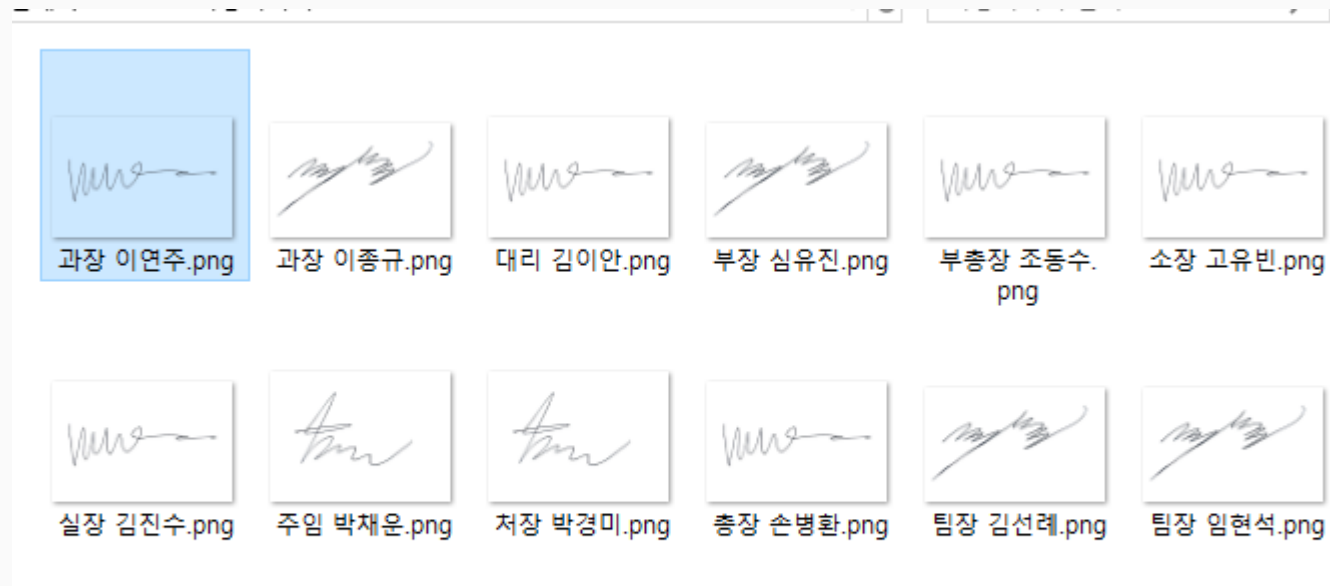 과장 이연주.png
과장 이종규.png
대리 김이안.png
부장 심유진.png
부총장 조동수.
png
소장 고유빈.png
실장 김진수.png
주임 박채운.png
처장 박경미.png
총장 손병환.png
팀장 김선례.png
팀장 임현석.png